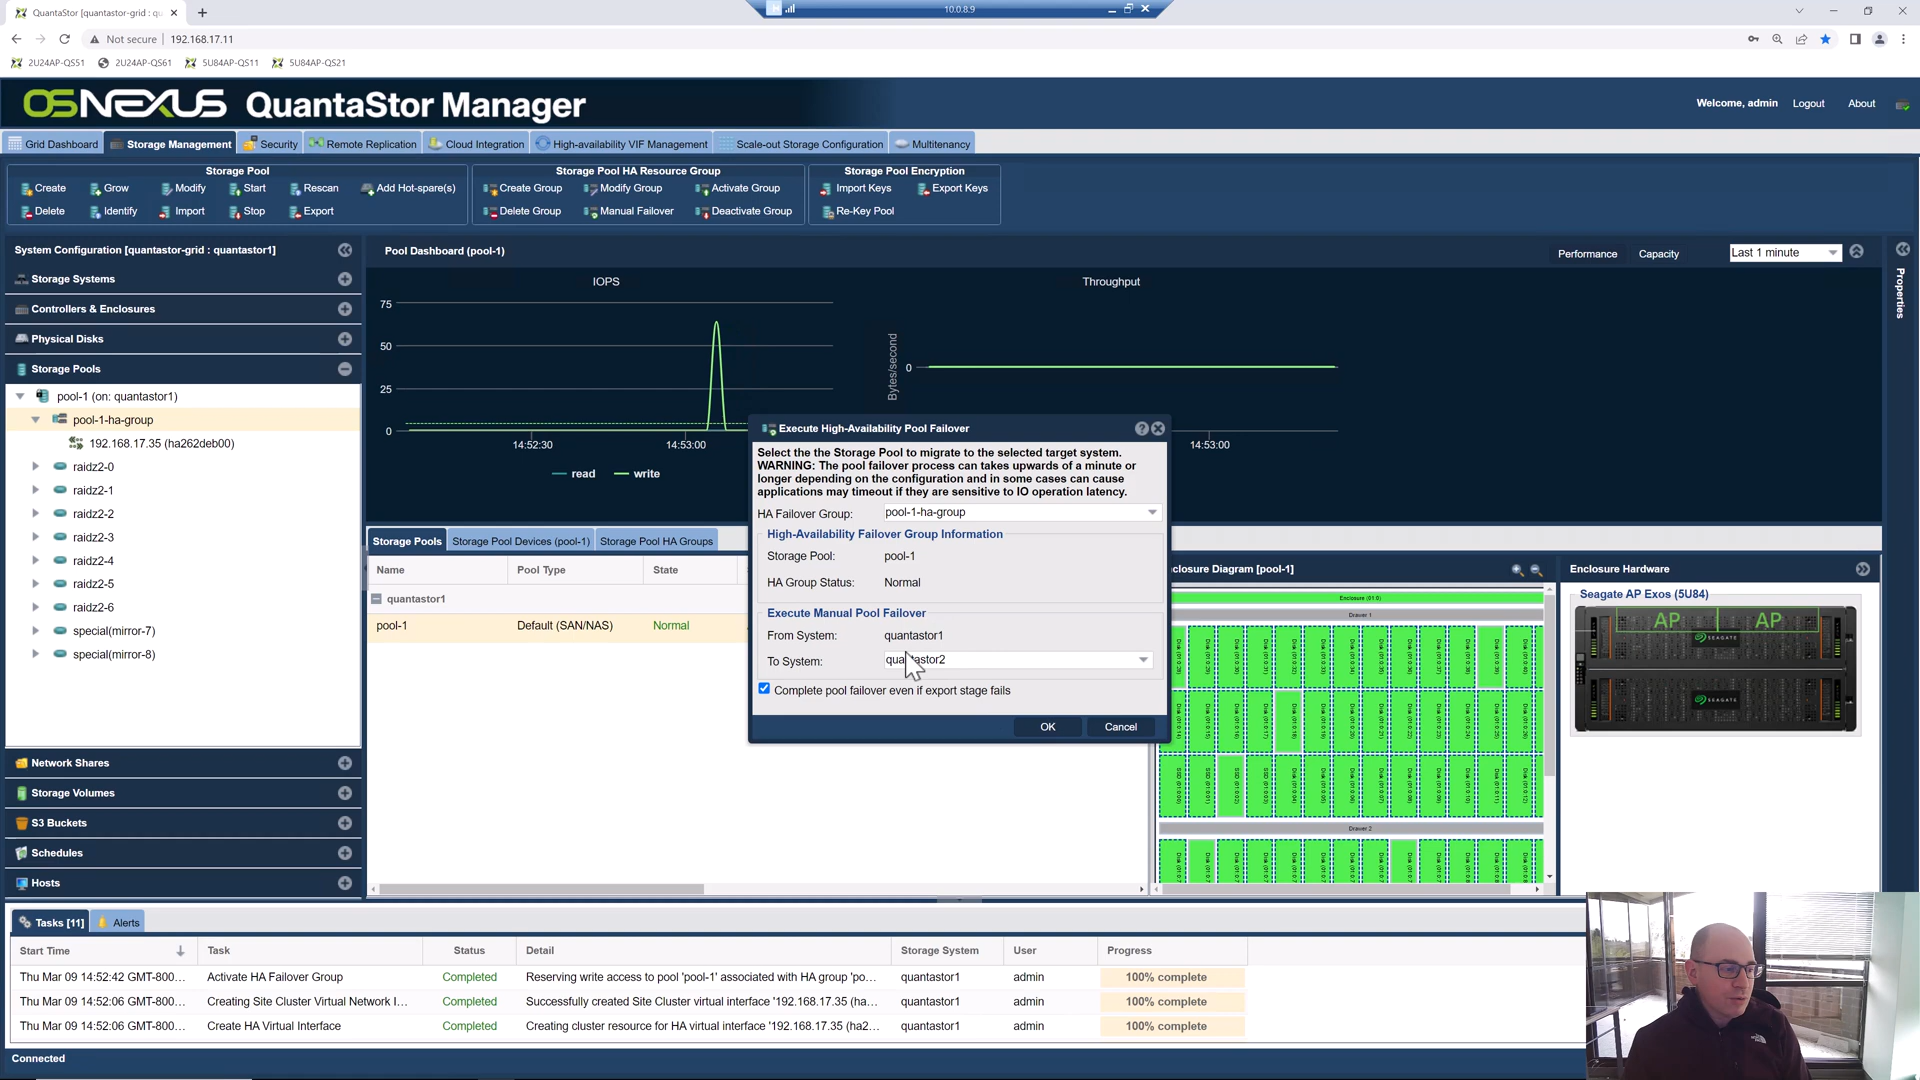 QuantaStor [quantastor-grid : qu
10.0.8.9
Not secure
192.168.17.11
2U24AP-QS51
2U24AP-QS61
5U84AP-QS11
5U84AP-QS21
OSNEXUS QuantaStor Manager
Welcome, admin
Logout
About
Grid Dashboard
Storage Management
Security
Remote Replication
Cloud Integration
High-availability VIF Management
Scale-out Storage Configuration
Multitenancy
Storage Pool
Create
Grow
Modify
Start
Rescan
Add Hot-spare(s)
Delete
Identify
Import
Stop
Export
Storage Pool HA Resource Group
Create Group
Modify Group
Activate Group
Delete Group
Manual Failover
Deactivate Group
Storage Pool Encryption
Import Keys
Export Keys
Re-Key Pool
System Configuration [quantastor-grid : quantastor1]
Storage Systems
Controllers & Enclosures
Physical Disks
Storage Pools
pool-1 (on: quantastor1)
pool-1-ha-group
192.168.17.35 (ha262deb00)
raidz2-0
raidz2-1
raidz2-2
raidz2-3
raidz2-4
raidz2-5
raidz2-6
special(mirror-7)
special(mirror-8)
Network Shares
Storage Volumes
S3 Buckets
Schedules
Hosts
Pool Dashboard (pool-1)
Performance
Capacity
Last 1 minute
Properties
IOPS
75
50
25
0
14:52:30
14:53:00
read
write
Throughput
Bytes/second
0
14:53:00
Storage Pools
Storage Pool Devices (pool-1)
Storage Pool HA Groups
Name
Pool Type
State
quantastor1
pool-1
Default (SAN/NAS)
Normal
Execute High-Availability Pool Failover
Select the the Storage Pool to migrate to the selected target system.
WARNING: The pool failover process can takes upwards of a minute or
longer depending on the configuration and in some cases can cause
applications may timeout if they are sensitive to IO operation latency.
HA Failover Group:
pool-1-ha-group
High-Availability Failover Group Information
Storage Pool:
pool-1
HA Group Status:
Normal
Execute Manual Pool Failover
From System:
quantastor1
To System:
quantastor2
Complete pool failover even if export stage fails
OK
Cancel
closure Diagram [pool-1]
Enclosure (01:0)
Drawer 1
Drawer 2
Enclosure Hardware
Seagate AP Exos (5U84)
AP
AP
SEAGATE
SEAGATE
Tasks [11]
Alerts
Start Time
Task
Status
Detail
Storage System
User
Progress
Thu Mar 09 14:52:42 GMT-800...
Activate HA Failover Group
Completed
Reserving write access to pool 'pool-1' associated with HA group 'po...
quantastor1
admin
100% complete
Thu Mar 09 14:52:06 GMT-800...
Creating Site Cluster Virtual Network I...
Completed
Successfully created Site Cluster virtual interface '192.168.17.35 (ha...
quantastor1
admin
100% complete
Thu Mar 09 14:52:06 GMT-800...
Create HA Virtual Interface
Completed
Creating cluster resource for HA virtual interface '192.168.17.35 (ha2...
quantastor1
admin
100% complete
Connected